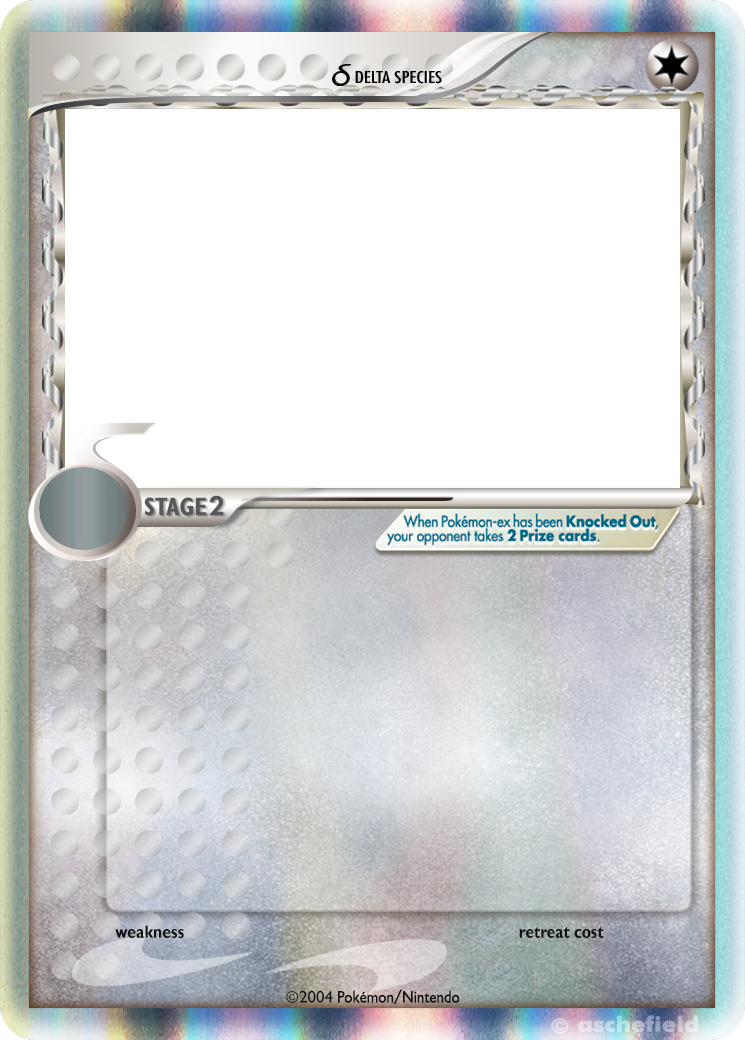 δ DELTA SPECIES
STAGE2
When Pokémon-ex has been Knocked Out,
your opponent takes 2 Prize cards.
weakness retreat cost
©2004 Pokémon/Nintendo
© aschefield